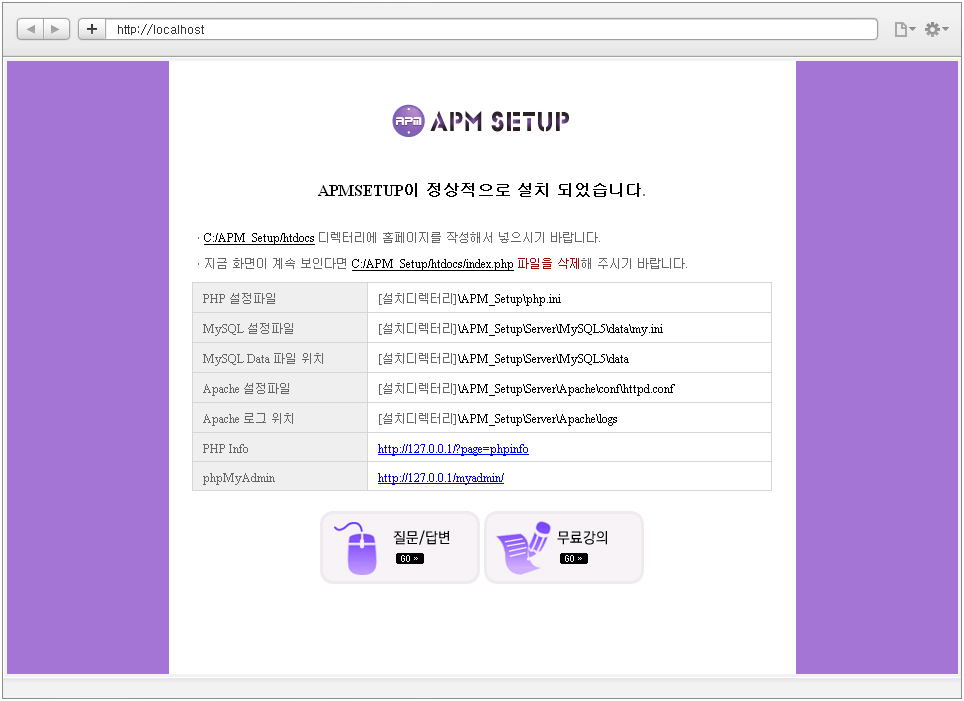 http://localhost
APM APM SETUP
APMSETUP이 정상적으로 설치 되었습니다.
· C:/APM_Setup/htdocs 디렉터리에 홈페이지를 작성해서 넣으시기 바랍니다.
· 지금 화면이 계속 보인다면 C:/APM_Setup/htdocs/index.php 파일을 삭제해 주시기 바랍니다.
PHP 설정파일 [설치디렉터리]\APM_Setup\php.ini
MySQL 설정파일 [설치디렉터리]\APM_Setup\Server\MySQL5\data\my.ini
MySQL Data 파일 위치 [설치디렉터리]\APM_Setup\Server\MySQL5\data
Apache 설정파일 [설치디렉터리]\APM_Setup\Server\Apache\conf\httpd.conf
Apache 로그 위치 [설치디렉터리]\APM_Setup\Server\Apache\logs
PHP Info http://127.0.0.1/?page=phpinfo
phpMyAdmin http://127.0.0.1/myadmin/
질문/답변 무료강의
GO » GO »